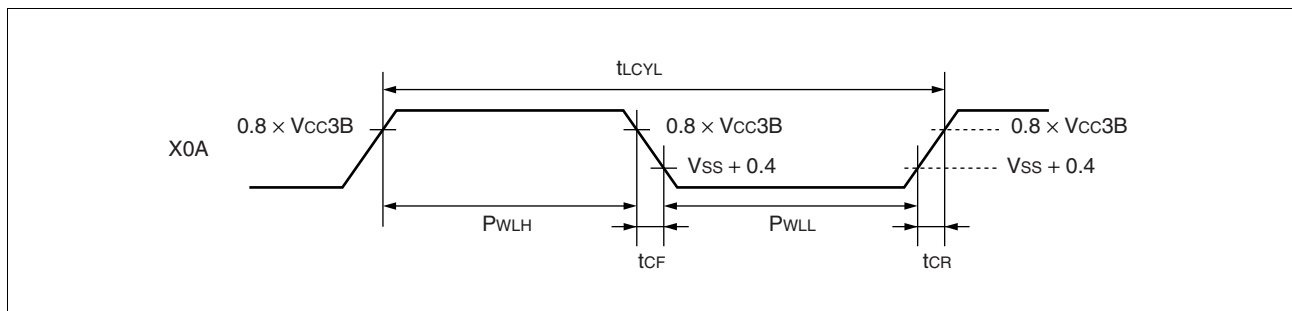 tLCYL
0.8 × VCC3B
0.8 × VCC3B
0.8 × VCC3B
X0A
VSS + 0.4
VSS + 0.4
PWLH
PWLL
tCF
tCR